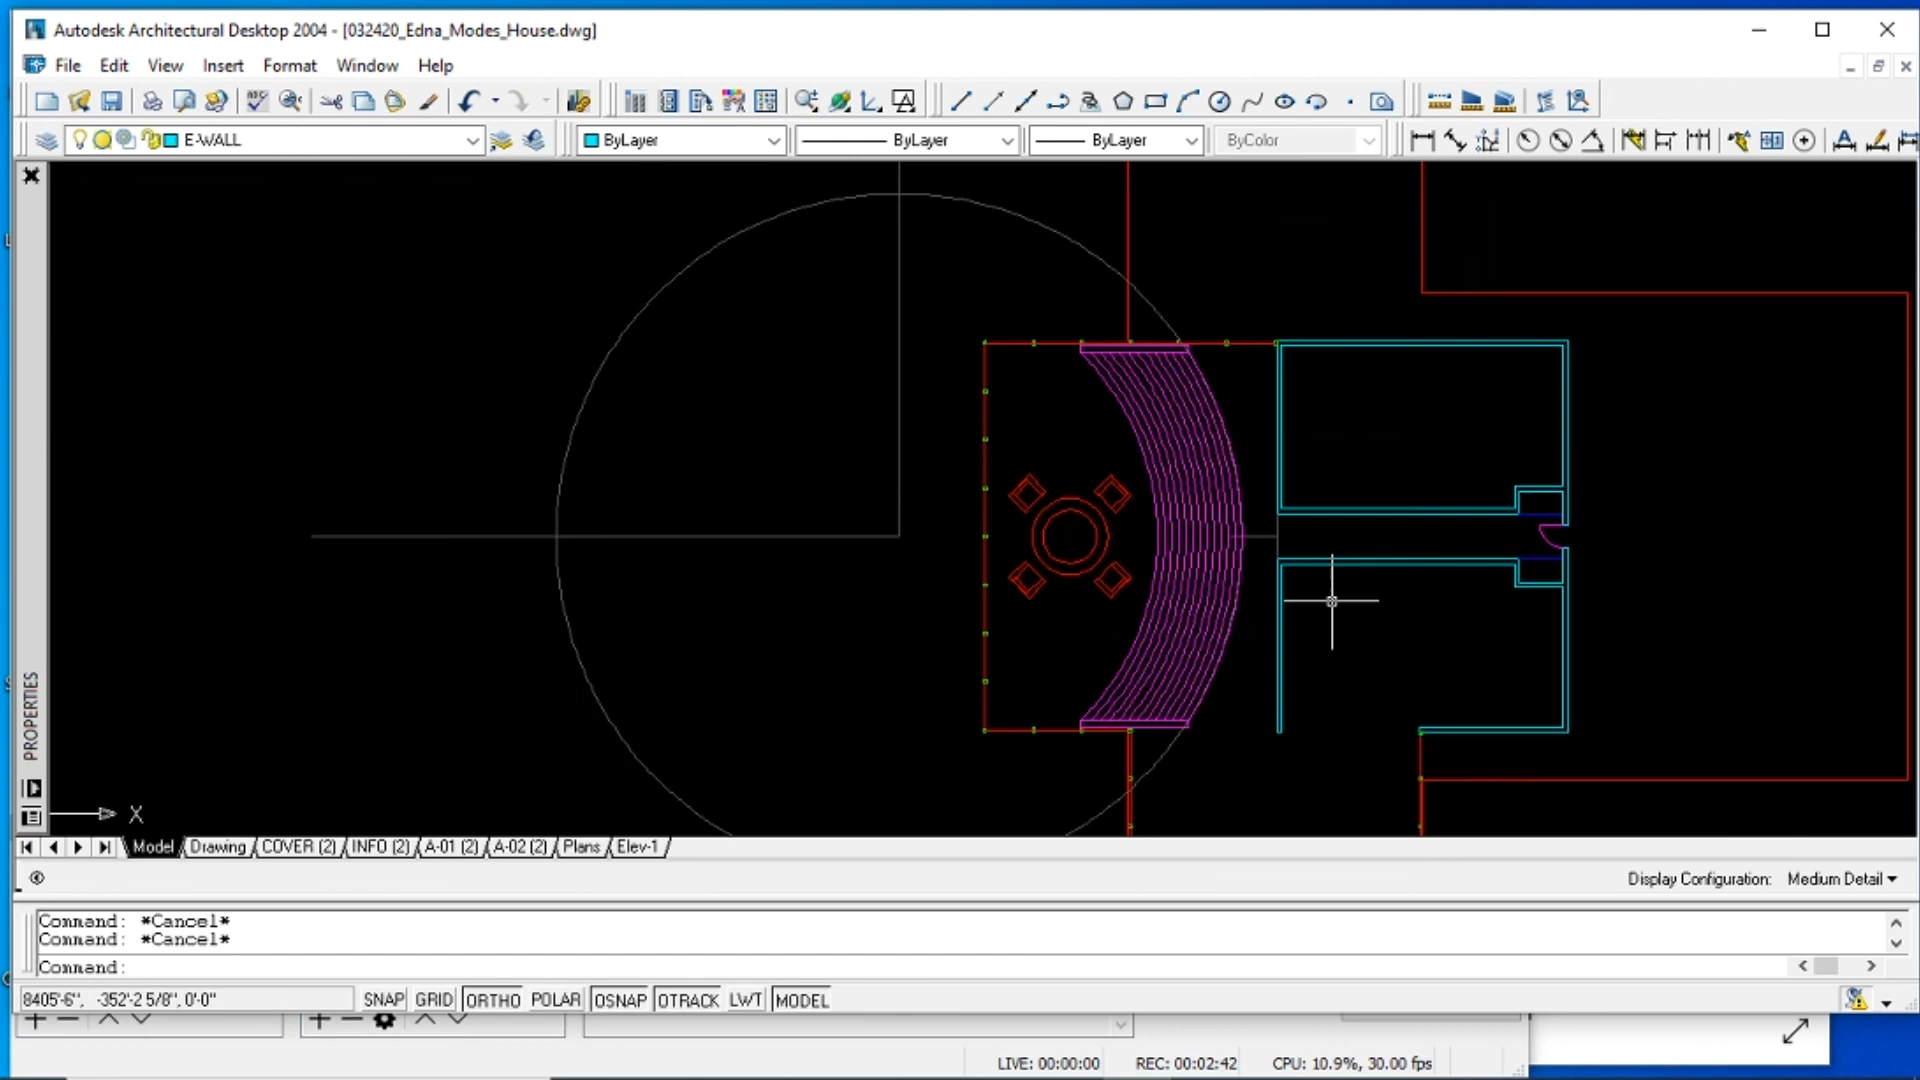 Autodesk Architectural Desktop 2004 - [032420_Edna_Modes_House.dwg]
File Edit View Insert Format Window Help
E-WALL ByLayer ByLayer ByLayer ByColor
PROPERTIES
X
Model Drawing COVER (2) INFO (2) A-01 (2) A-02 (2) Plans Elev-1
Display Configuration: Medium Detail
Command: *Cancel*
Command: *Cancel*
Command:
8405'-6", -352'-2 5/8", 0'-0" SNAP GRID ORTHO POLAR OSNAP OTRACK LWT MODEL
LIVE: 00:00:00 REC: 00:02:42 CPU: 10.9%, 30.00 fps